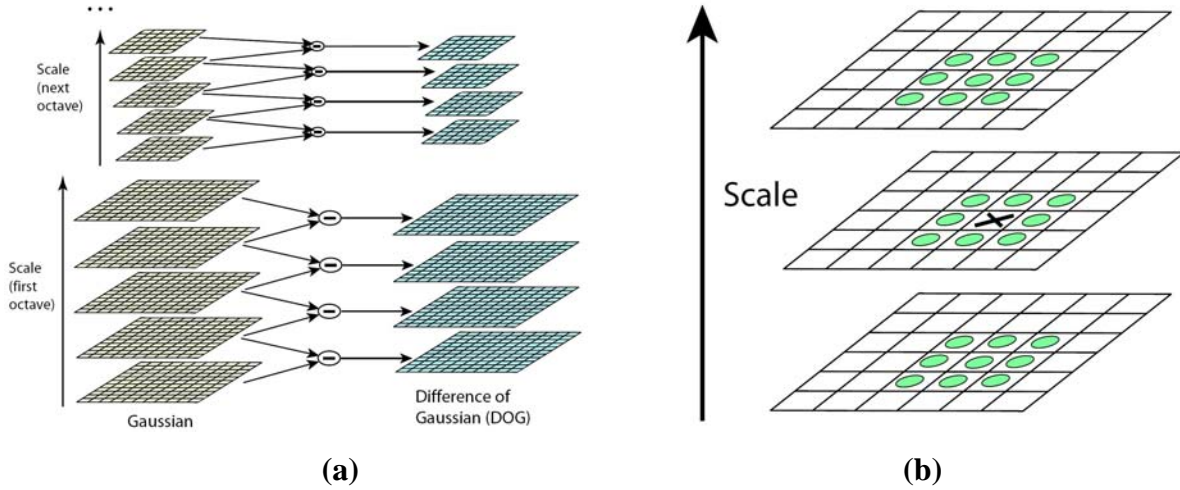 ...
Scale
(next
octave)
Scale
(first
octave)
Gaussian
Difference of
Gaussian (DOG)
(a)
Scale
(b)